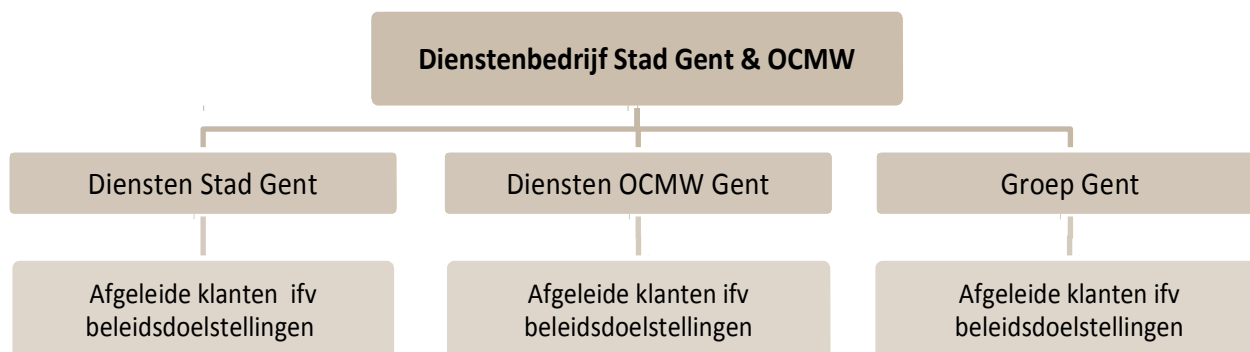 Dienstenbedrijf Stad Gent & OCMW
Diensten Stad Gent
Diensten OCMW Gent
Groep Gent
Afgeleide klanten ifv
beleidsdoelstellingen
Afgeleide klanten ifv
beleidsdoelstellingen
Afgeleide klanten ifv
beleidsdoelstellingen